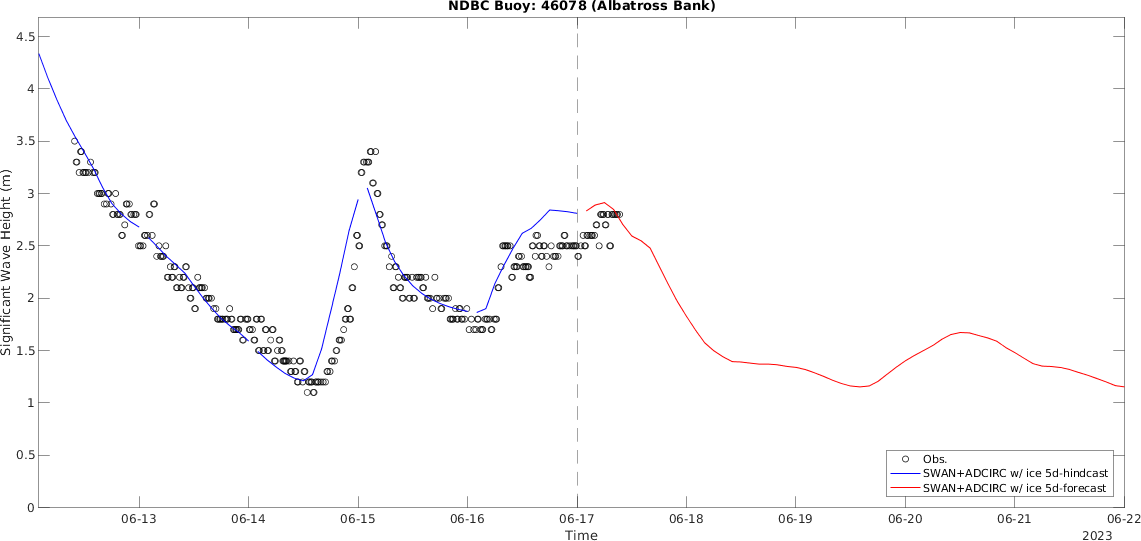 NDBC Buoy: 46078 (Albatross Bank)
Significant Wave Height (m)
4.5
4
3.5
3
2.5
2
1.5
1
0.5
0
Obs.
SWAN+ADCIRC w/ ice 5d-hindcast
SWAN+ADCIRC w/ ice 5d-forecast
06-13 06-14 06-15 06-16 06-17 06-18 06-19 06-20 06-21 06-22
Time
2023